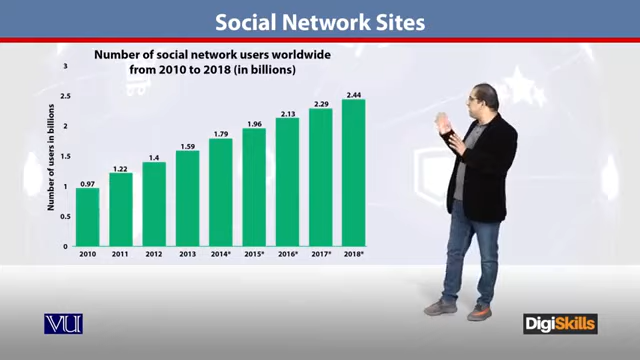 Social Network Sites
Number of social network users worldwide
from 2010 to 2018 (in billions)
Number of users in billions
3
2.5
2
1.5
1
0.5
0
0.97
1.22
1.4
1.59
1.79
1.96
2.13
2.29
2.44
2010 2011 2012 2013 2014* 2015* 2016* 2017* 2018*
VU
DigiSkills